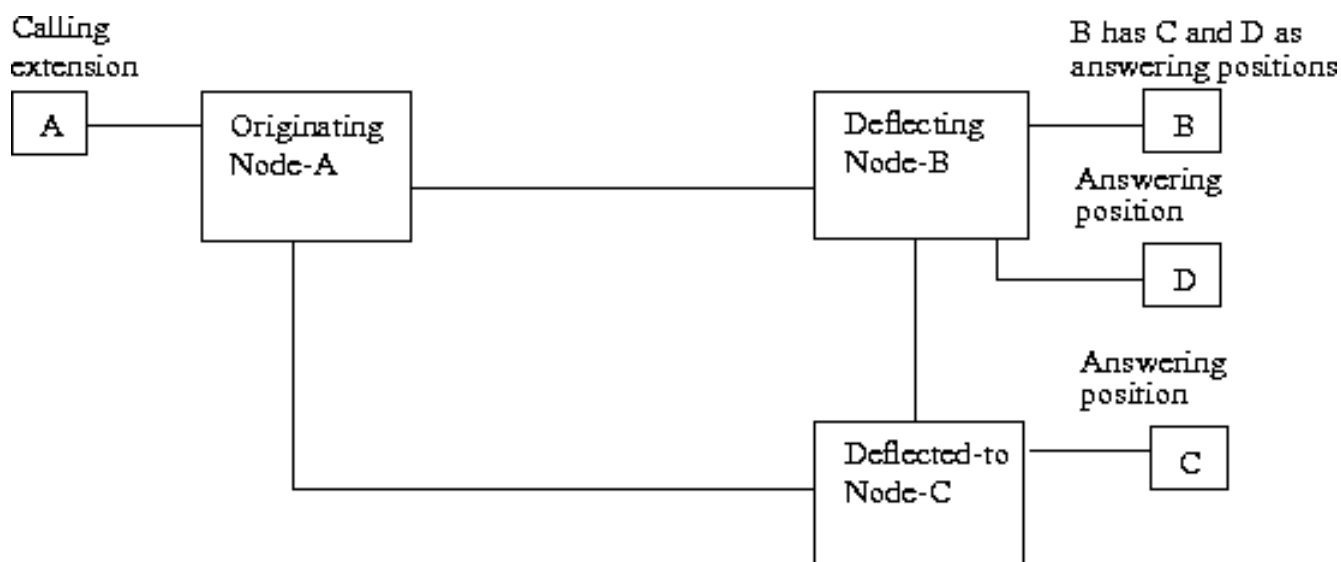 Calling
extension
A
Originating
Node-A
Deflecting
Node-B
B has C and D as
answering positions
B
Answering
position
D
Answering
position
Deflected-to
Node-C
C